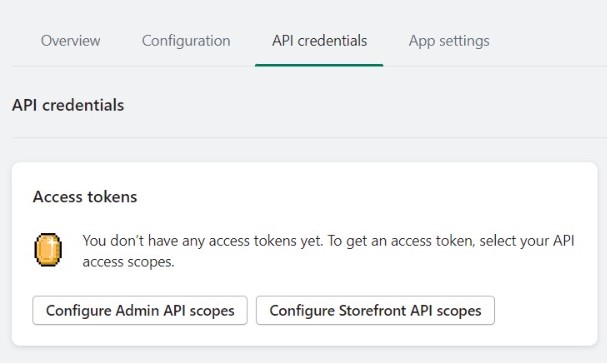 Overview Configuration API credentials App settings
API credentials
Access tokens
You don't have any access tokens yet. To get an access token, select your API
access scopes.
Configure Admin API scopes Configure Storefront API scopes